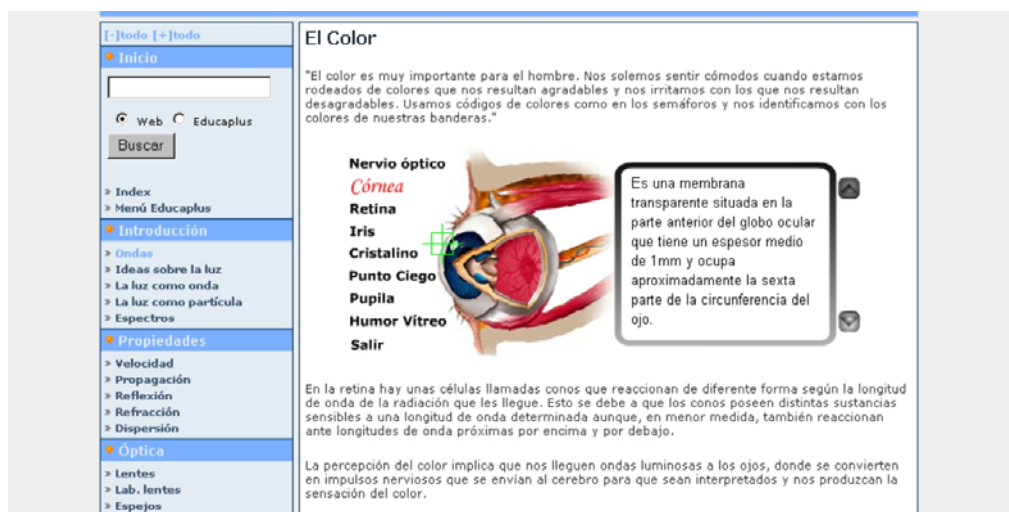 [-]todo [+]todo
Inicio
Web Educaplus
Buscar
» Index
» Menú Educaplus
Introducción
» Ondas
» Ideas sobre la luz
» La luz como onda
» La luz como partícula
» Espectros
Propiedades
» Velocidad
» Propagación
» Reflexión
» Refracción
» Dispersión
Óptica
» Lentes
» Lab. lentes
» Espejos
El Color
"El color es muy importante para el hombre. Nos solemos sentir cómodos cuando estamos
rodeados de colores que nos resultan agradables y nos irritamos con los que nos resultan
desagradables. Usamos códigos de colores como en los semáforos y nos identificamos con los
colores de nuestras banderas."
Nervio óptico
Córnea
Retina
Iris
Cristalino
Punto Ciego
Pupila
Humor Vítreo
Salir
Es una membrana
transparente situada en la
parte anterior del globo ocular
que tiene un espesor medio
de 1mm y ocupa
aproximadamente la sexta
parte de la circunferencia del
ojo.
En la retina hay unas células llamadas conos que reaccionan de diferente forma según la longitud
de onda de la radiación que les llegue. Esto se debe a que los conos poseen distintas sustancias
sensibles a una longitud de onda determinada aunque, en menor medida, también reaccionan
ante longitudes de onda próximas por encima y por debajo.
La percepción del color implica que nos lleguen ondas luminosas a los ojos, donde se convierten
en impulsos nerviosos que se envían al cerebro para que sean interpretados y nos produzcan la
sensación del color.